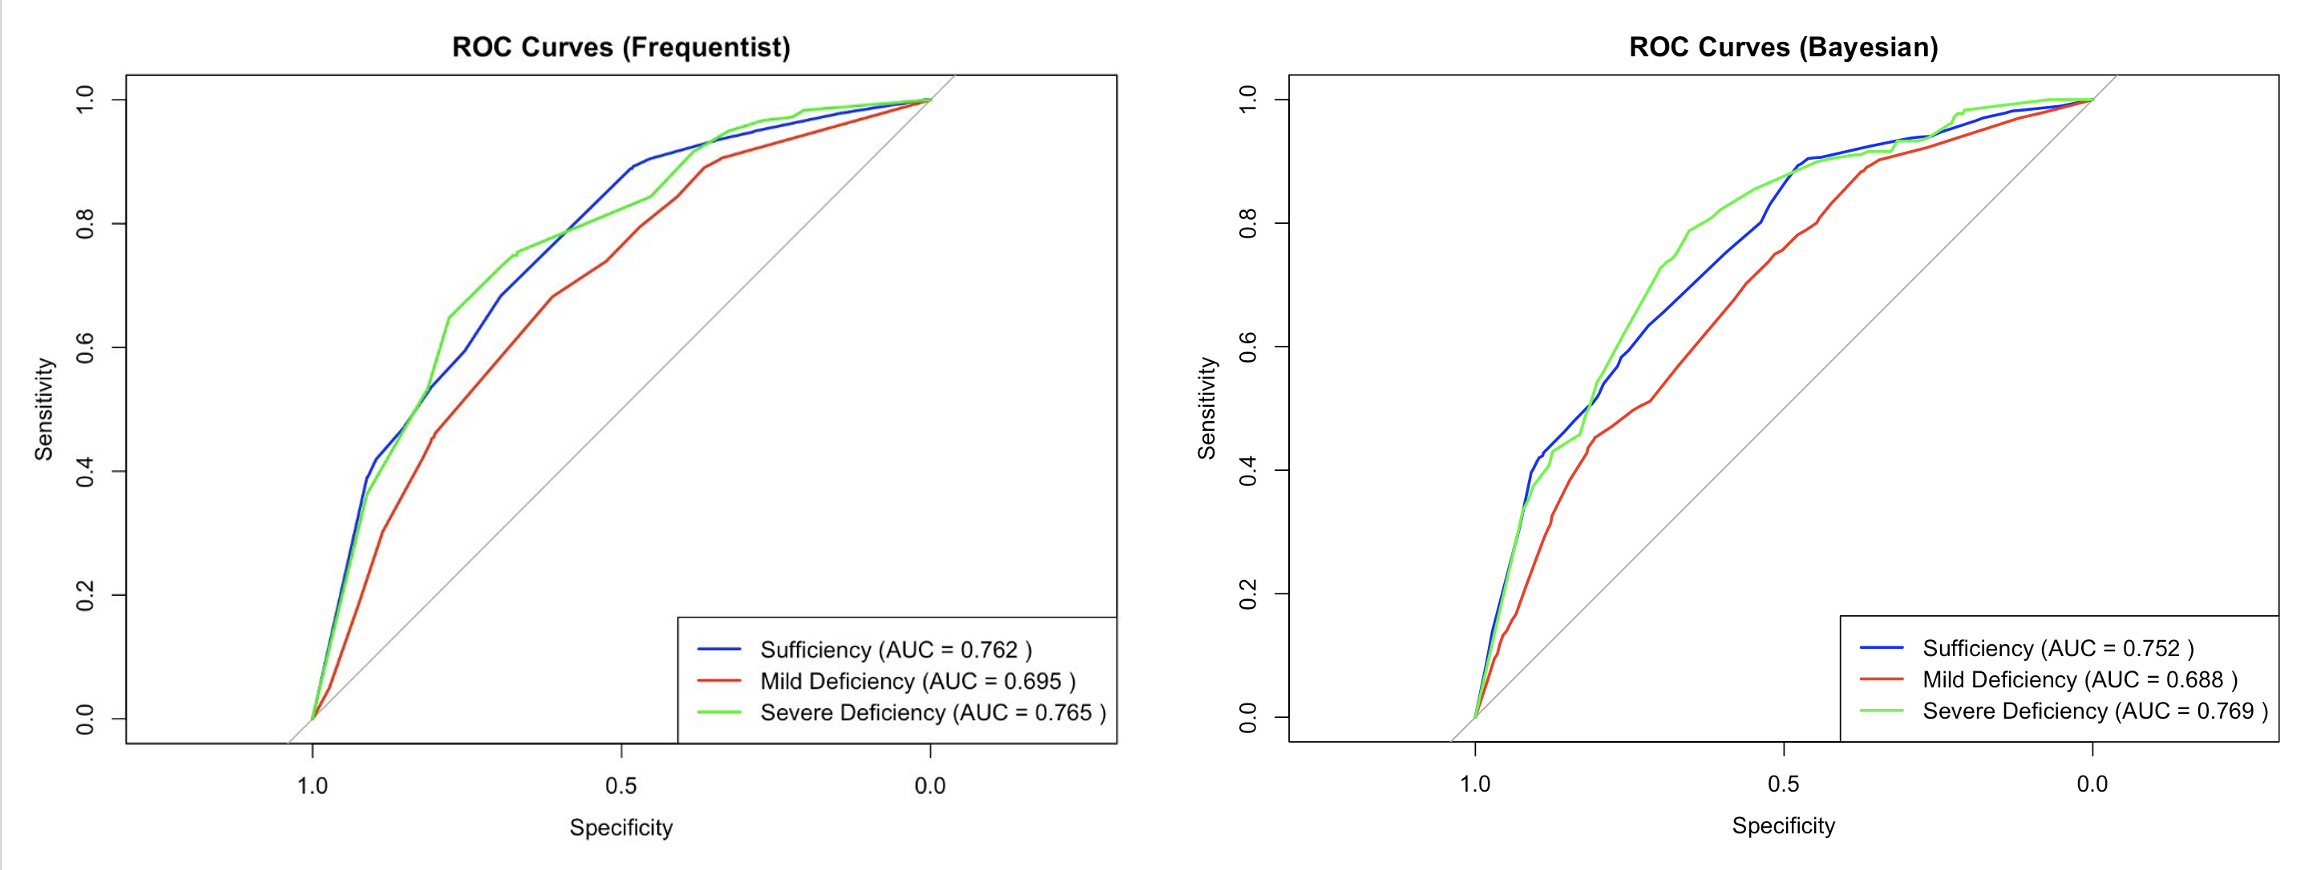 ROC Curves (Frequentist)
1.0
0.8
0.6
0.4
0.2
0.0
Sensitivity
Sufficiency (AUC = 0.762 )
Mild Deficiency (AUC = 0.695 )
Severe Deficiency (AUC = 0.765 )
1.0 0.5 0.0
Specificity
ROC Curves (Bayesian)
1.0
0.8
0.6
0.4
0.2
0.0
Sensitivity
Sufficiency (AUC = 0.752 )
Mild Deficiency (AUC = 0.688 )
Severe Deficiency (AUC = 0.769 )
1.0 0.5 0.0
Specificity